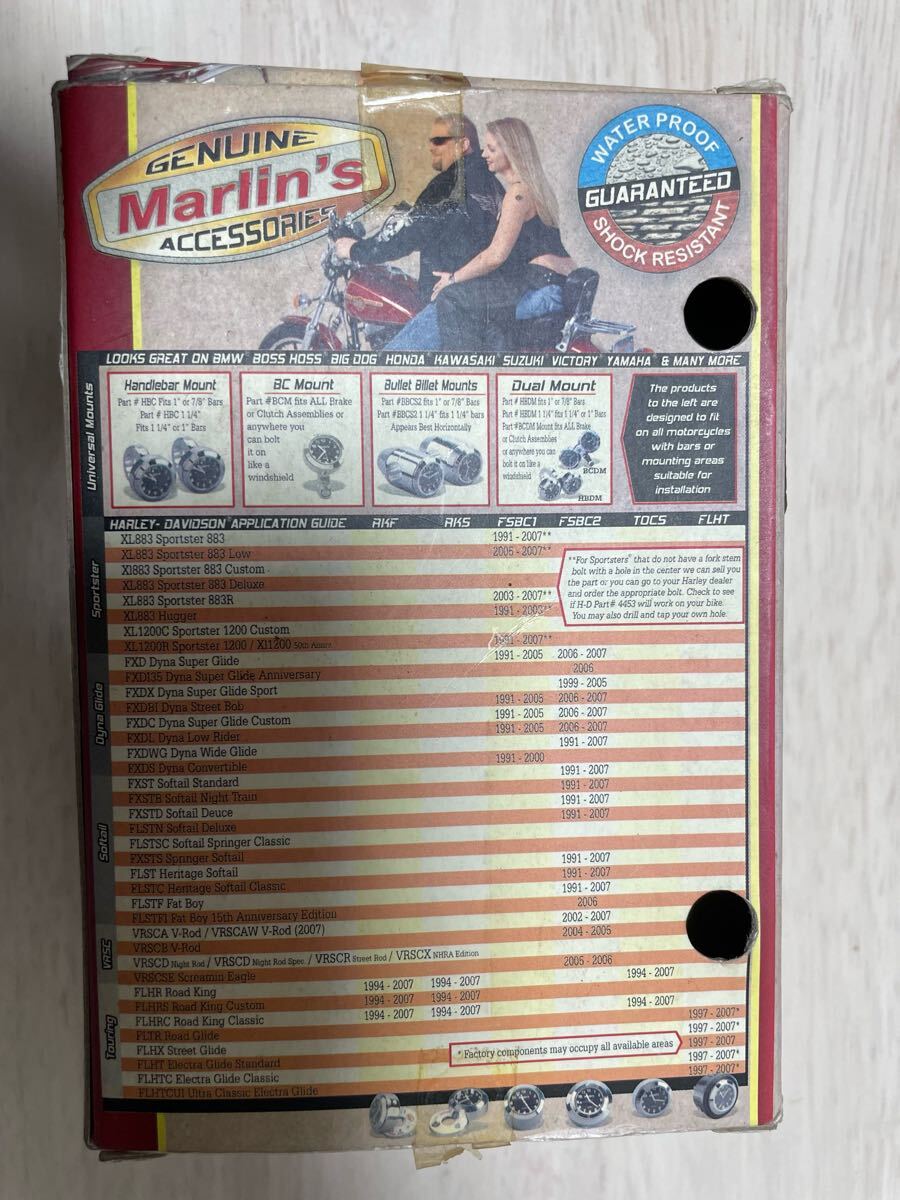 GENUINE
Marlin's
ACCESSORIES
WATER PROOF
GUARANTEED
SHOCK RESISTANT
LOOKS GREAT ON BMW BOSS HOSS BIG DOG HONDA KAWASAKI SUZUKI VICTORY YAMAHA & MANY MORE
Universal Mounts
Handlebar Mount
Part # HBC Fits 1" or 7/8" Bars
Part # HBC 1 1/4"
Fits 1 1/4" or 1" Bars
BC Mount
Part #BCM fits ALL Brake
or Clutch Assemblies or
anywhere you
can bolt
it on
like a
windshield
Bullet Billet Mounts
Part #BBCS2 fits 1" or 7/8" Bars
Part #BBCS2 1 1/4" fits 1 1/4" bars
Appears Best Horizontally
Dual Mount
Part # HBDM fits 1" or 7/8" Bars
Part # HBDM 1 1/4" fits 1 1/4" or 1" Bars
Part #BCDM Mount fits ALL Brake
or Clutch Assemblies
or anywhere you can
bolt it on like a
windshield
BCDM
HBDM
The products
to the left are
designed to fit
on all motorcycles
with bars or
mounting areas
suitable for
installation
HARLEY-DAVIDSON APPLICATION GUIDE RKF RKS FSBC1 FSBC2 TOCS FLHT
Sportster
XL883 Sportster 883 1991 - 2007**
XL883 Sportster 883 Low 2005 - 2007**
Xl883 Sportster 883 Custom
XL883 Sportster 883 Deluxe
XL883 Sportster 883R 2003 - 2007**
XL883 Hugger 1991 - 2003**
XL1200C Sportster 1200 Custom
XL1200R Sportster 1200 / Xl1200 50th Anniv. 1991 - 2007**
**For Sportsters® that do not have a fork stem
bolt with a hole in the center we can sell you
the part or you can go to your Harley dealer
and order the appropriate bolt. Check to see
if H-D Part# 4453 will work on your bike.
You may also drill and tap your own hole.
Dyna Glide
FXD Dyna Super Glide 1991 - 2005 2006 - 2007
FXDI35 Dyna Super Glide Anniversary 2006
FXDX Dyna Super Glide Sport 1999 - 2005
FXDBI Dyna Street Bob 1991 - 2005 2006 - 2007
FXDC Dyna Super Glide Custom 1991 - 2005 2006 - 2007
FXDL Dyna Low Rider 1991 - 2005 2006 - 2007
FXDWG Dyna Wide Glide 1991 - 2007
FXDS Dyna Convertible 1991 - 2000
Softail
FXST Softail Standard 1991 - 2007
FXSTB Softail Night Train 1991 - 2007
FXSTD Softail Deuce 1991 - 2007
FLSTN Softail Deluxe
FLSTSC Softail Springer Classic
FXSTS Springer Softail
FLST Heritage Softail 1991 - 2007
FLSTC Heritage Softail Classic 1991 - 2007
FLSTF Fat Boy 1991 - 2007
FLSTFI Fat Boy 15th Anniversary Edition 2006
VRSC
VRSCA V-Rod / VRSCAW V-Rod (2007) 2002 - 2007
VRSCB V-Rod 2004 - 2005
VRSCD Night Rod / VRSCD Night Rod Spec. / VRSCR Street Rod / VRSCX NHRA Edition
VRSCSE Screamin Eagle 2005 - 2006
Touring
FLHR Road King 1994 - 2007 1994 - 2007 1994 - 2007
FLHRS Road King Custom 1994 - 2007 1994 - 2007
FLHRC Road King Classic 1994 - 2007 1994 - 2007 1994 - 2007
FLTR Road Glide 1997 - 2007*
FLHX Street Glide 1997 - 2007*
FLHT Electra Glide Standard 1997 - 2007
FLHTC Electra Glide Classic 1997 - 2007*
FLHTCUI Ultra Classic Electra Glide 1997 - 2007*
* Factory components may occupy all available areas